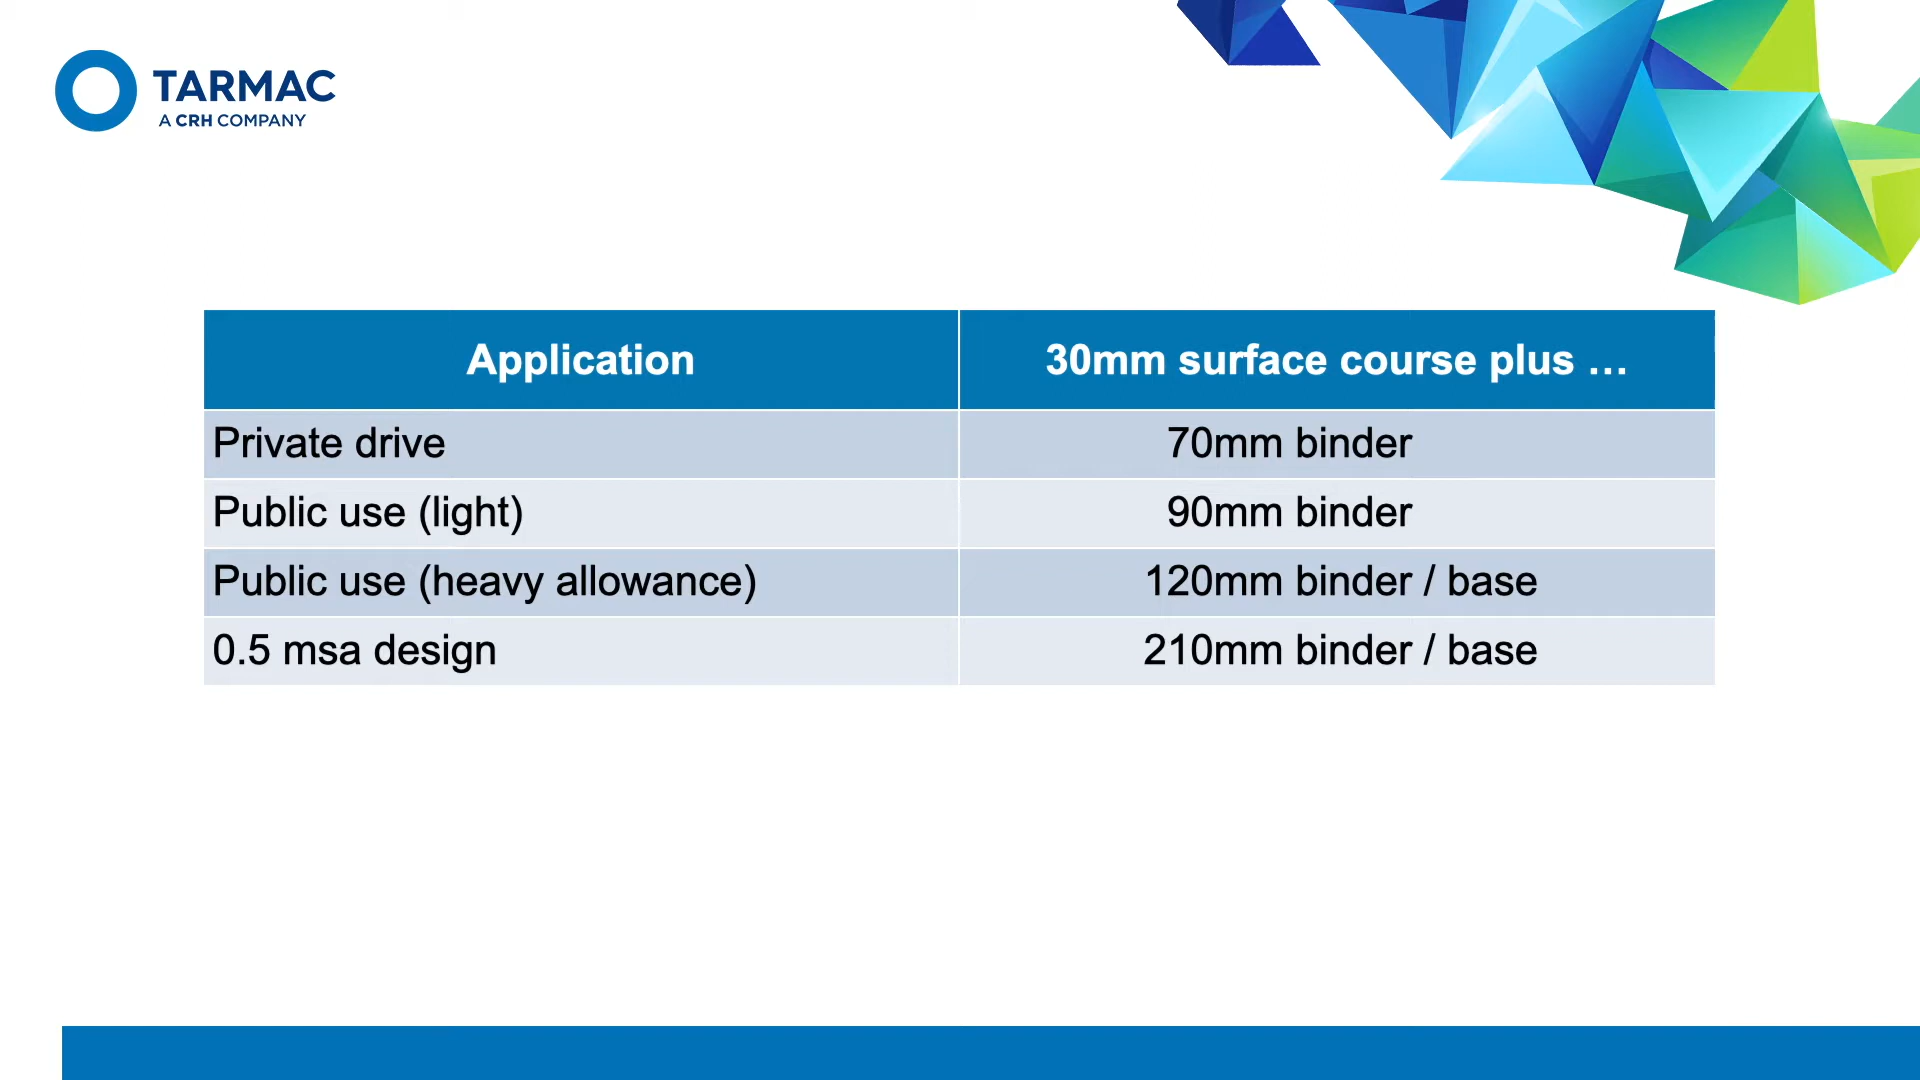 TARMAC
A CRH COMPANY
Application 30mm surface course plus ...
Private drive 70mm binder
Public use (light) 90mm binder
Public use (heavy allowance) 120mm binder / base
0.5 msa design 210mm binder / base